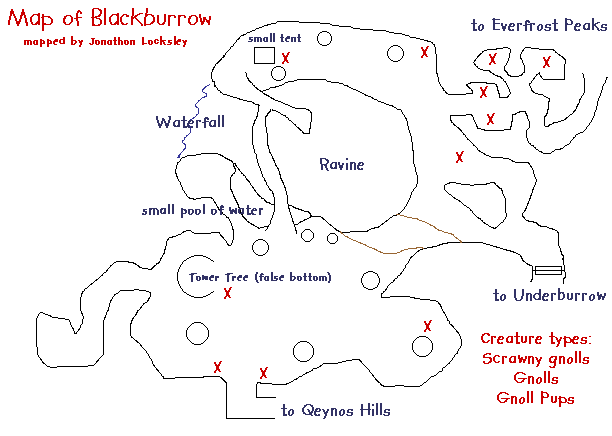 Map of Blackburrow
mapped by Jonathon Locksley
small tent
X
X
to Everfrost Peaks
X
X
X
X
Waterfall
Ravine
X
small pool of water
Tower Tree (false bottom)
X
to Underburrow
X
Creature types:
Scrawny gnolls
Gnolls
Gnoll Pups
X
X
to Qeynos Hills